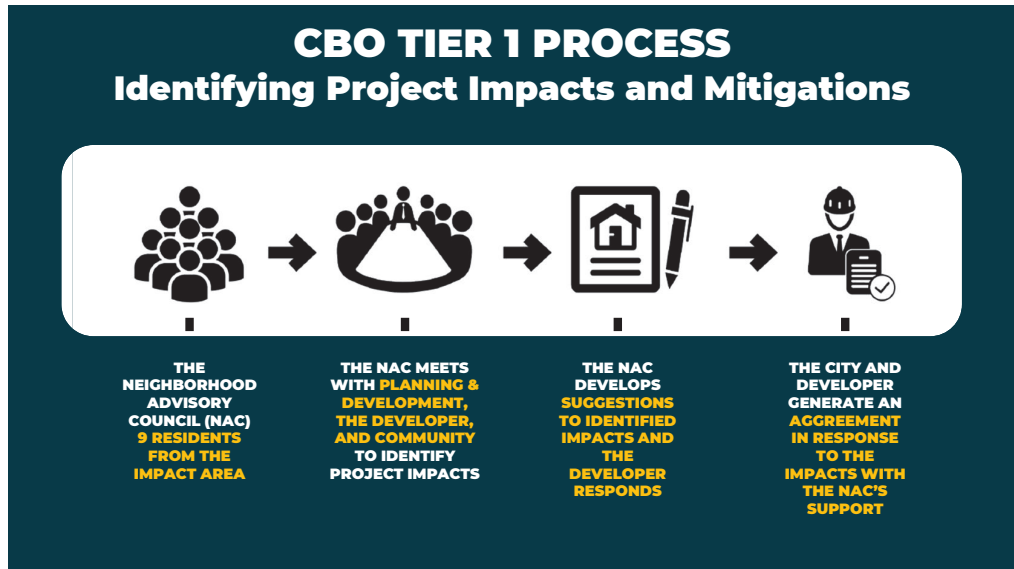 CBO TIER 1 PROCESS
Identifying Project Impacts and Mitigations
THE
NEIGHBORHOOD
ADVISORY
COUNCIL (NAC)
9 RESIDENTS
FROM THE
IMPACT AREA
THE NAC MEETS
WITH PLANNING &
DEVELOPMENT,
THE DEVELOPER,
AND COMMUNITY
TO IDENTIFY
PROJECT IMPACTS
THE NAC
DEVELOPS
SUGGESTIONS
TO IDENTIFIED
IMPACTS AND
THE
DEVELOPER
RESPONDS
THE CITY AND
DEVELOPER
GENERATE AN
AGGREEMENT
IN RESPONSE
TO THE
IMPACTS WITH
THE NAC’S
SUPPORT